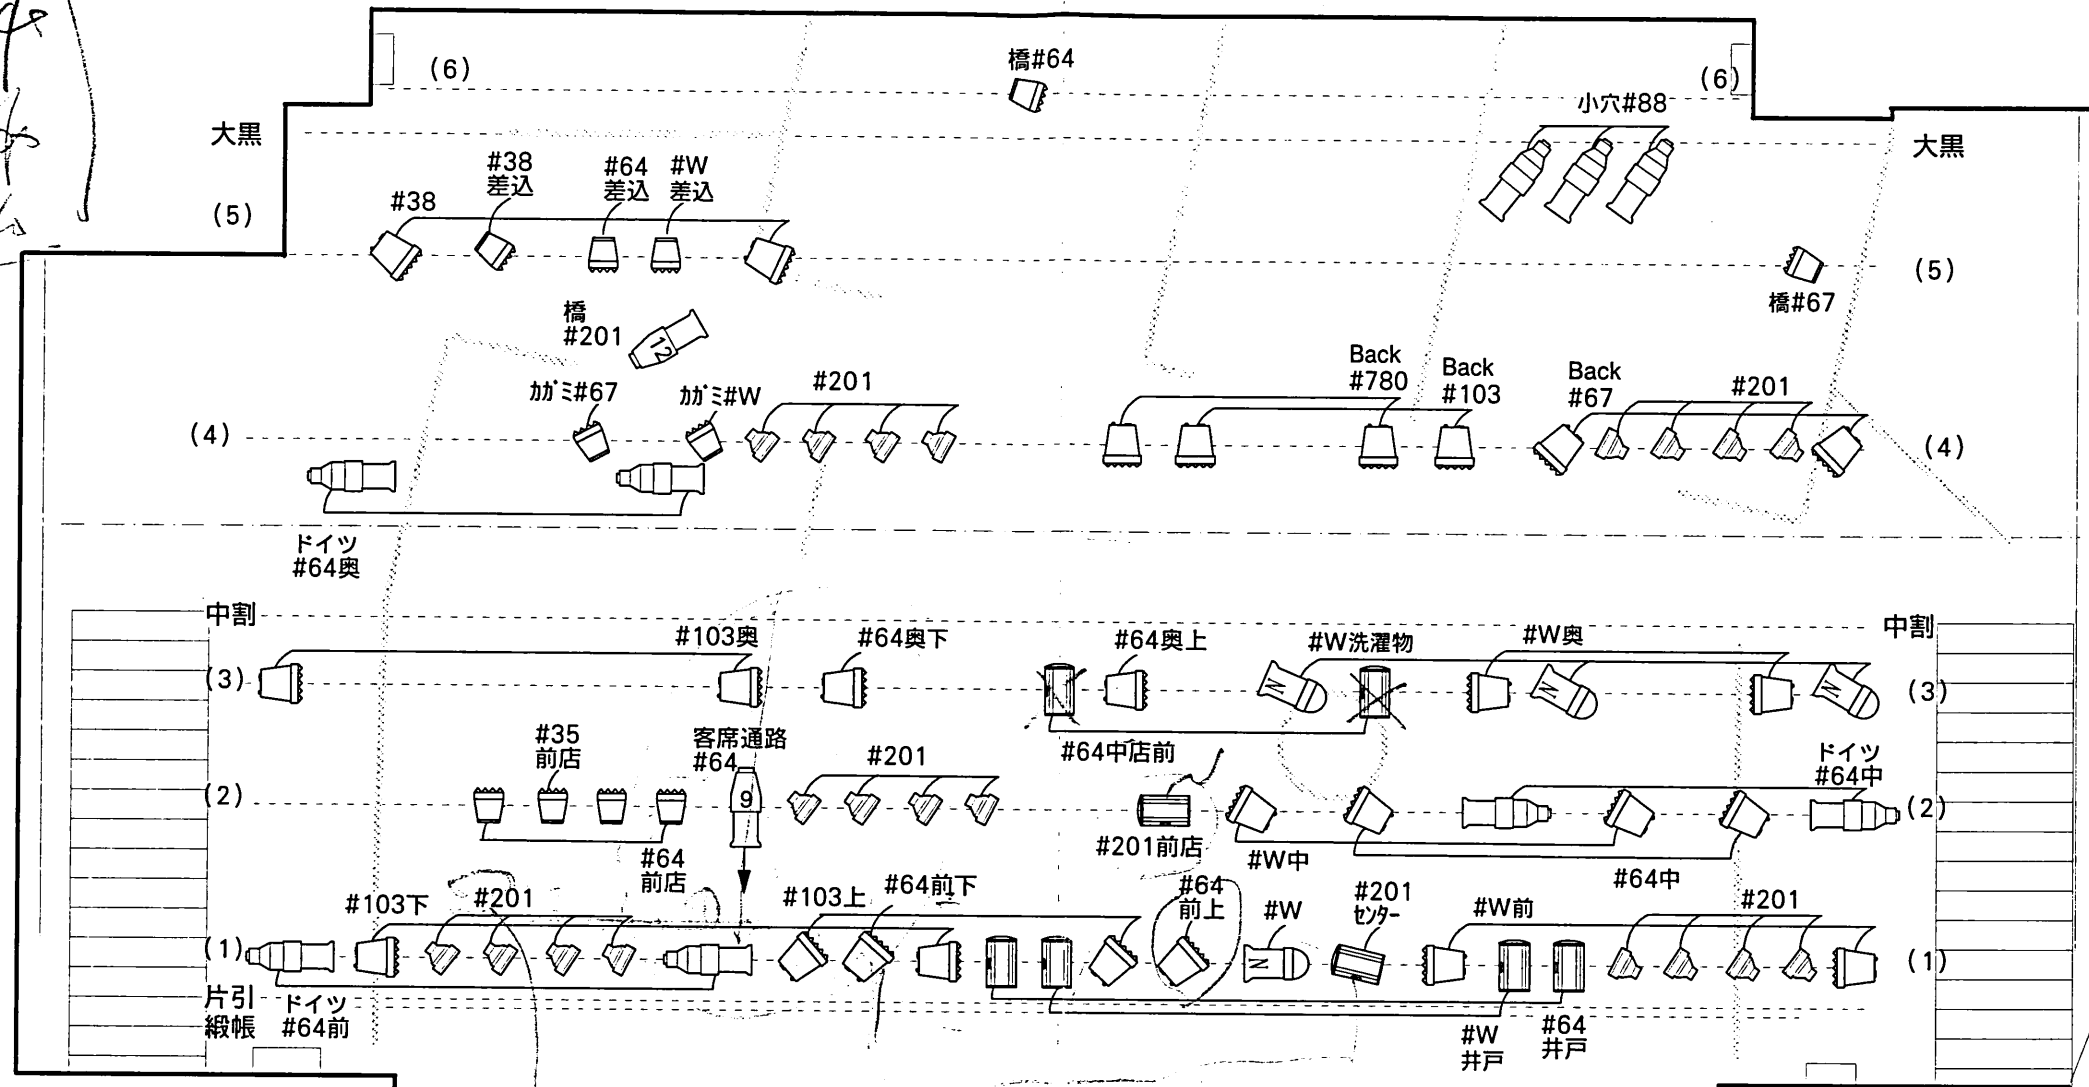 (6)
橋#64
(6)
小穴#88
大黒
大黒
#38
差込
#64
差込
#W
差込
#38
(5)
(5)
橋#67
橋
#201
12
ｶｶﾞﾐ#67
ｶｶﾞﾐ#W
#201
Back
#780
Back
#103
Back
#67
#201
(4)
(4)
ドイツ
#64奥
中割
中割
#103奥
#64奥下
#64奥上
#W洗濯物
#W奥
(3)
N
N
N
(3)
#64中店前
#35
前店
客席通路
#64
#201
ドイツ
#64中
(2)
9
(2)
#64
前店
#201前店
#W中
#64中
#103下
#201
#103上
#64前下
#64
前上
#W
#201
ｾﾝﾀｰ
#W前
#201
(1)
N
(1)
片引
緞帳
ドイツ
#64前
#W
井戸
#64
井戸